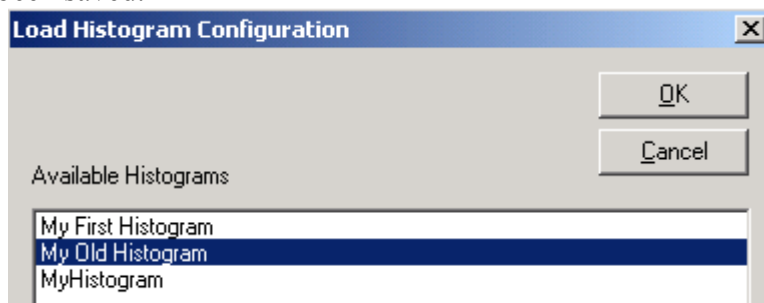 Load Histogram Configuration
OK
Cancel
Available Histograms
My First Histogram
My Old Histogram
MyHistogram